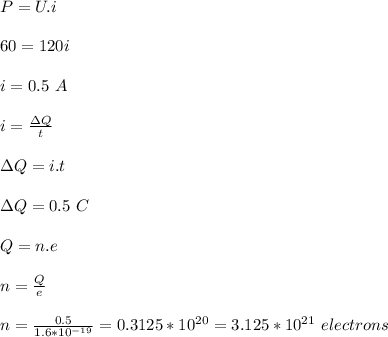 P = U.i
60 = 120i
i = 0.5 A
i = \frac{\Delta Q}{t}
\Delta Q = i.t
\Delta Q = 0.5 C
Q = n.e
n = \frac{Q}{e}
n = \frac{0.5}{1.6*10^{-19}} = 0.3125 * 10^{20} = 3.125 * 10^{21} electrons